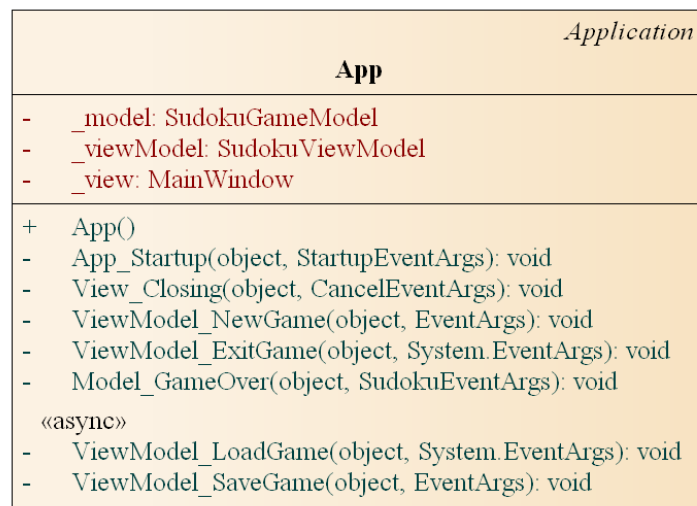 Application
App
- _model: SudokuGameModel
- _viewModel: SudokuViewModel
- _view: MainWindow
+ App()
- App_Startup(object, StartupEventArgs): void
- View_Closing(object, CancelEventArgs): void
- ViewModel_NewGame(object, EventArgs): void
- ViewModel_ExitGame(object, System.EventArgs): void
- Model_GameOver(object, SudokuEventArgs): void
«async»
- ViewModel_LoadGame(object, System.EventArgs): void
- ViewModel_SaveGame(object, EventArgs): void